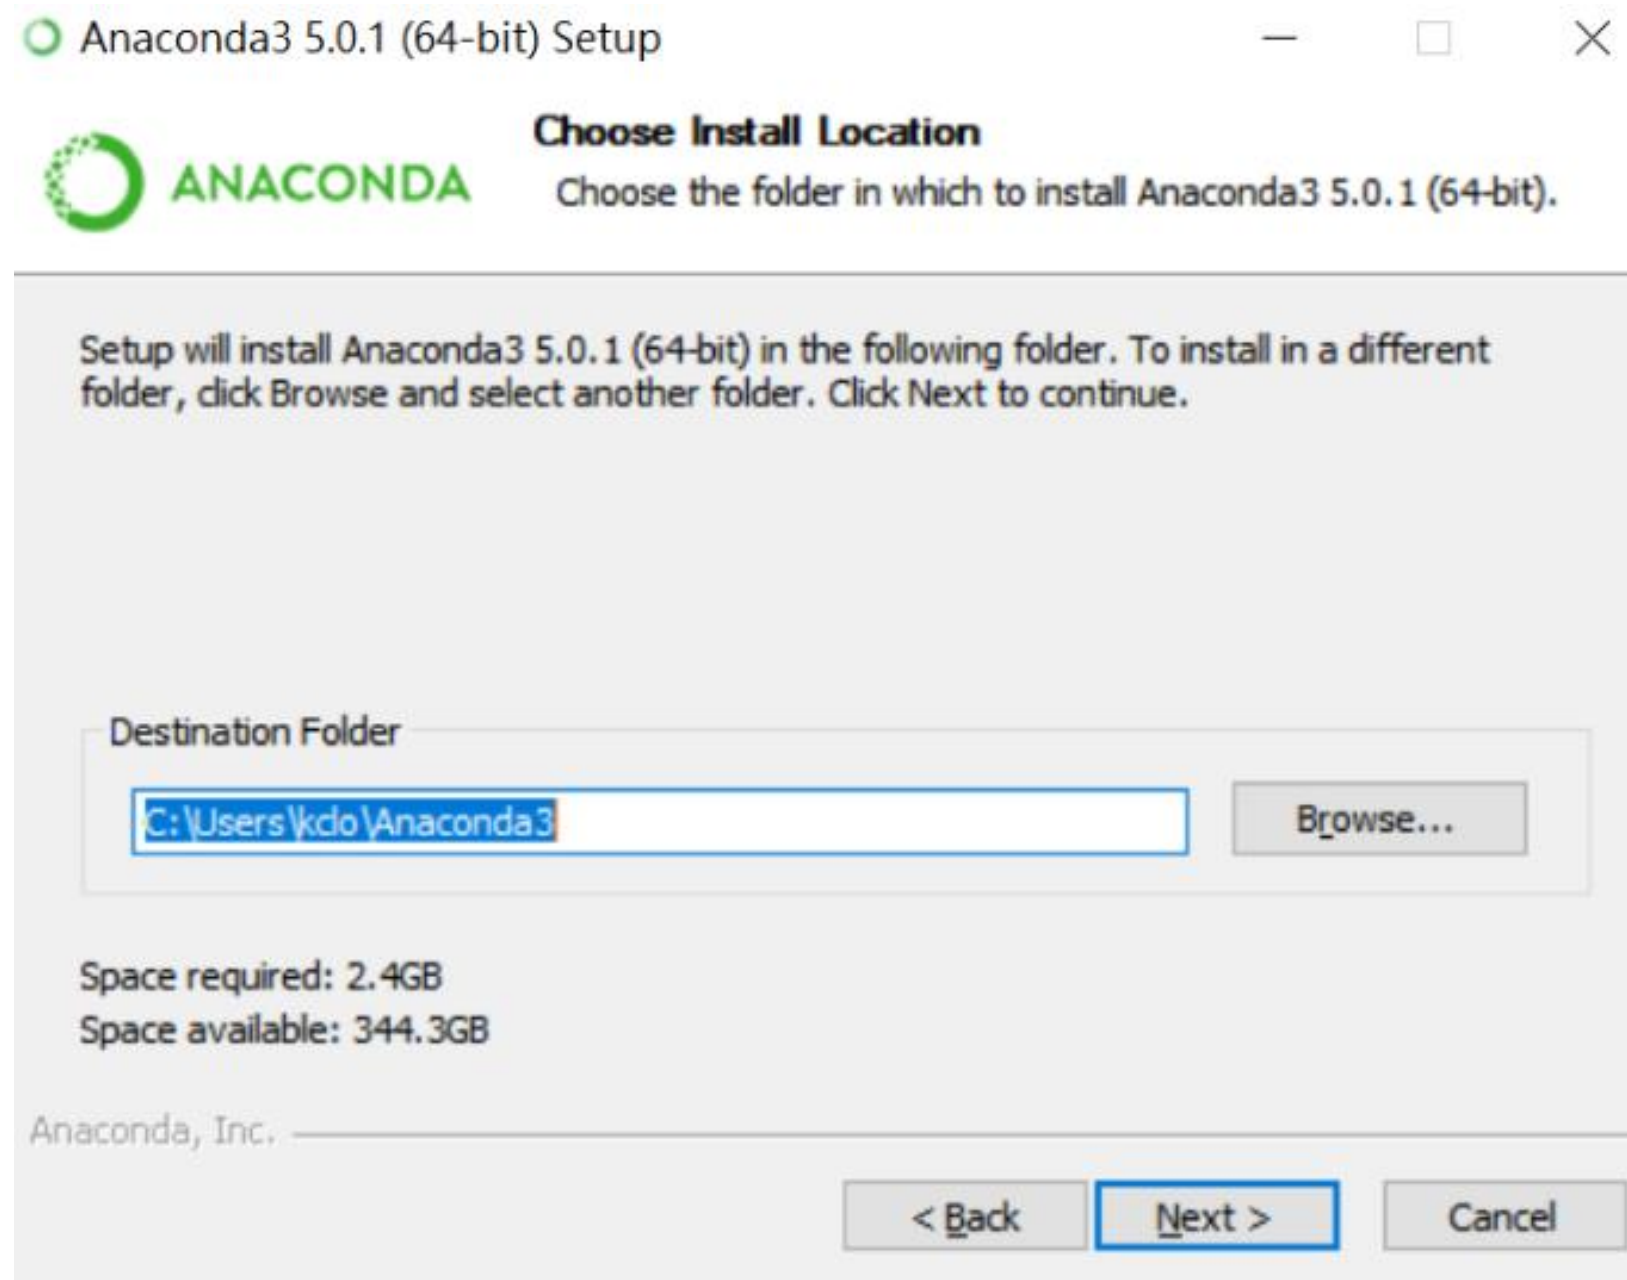 Anaconda3 5.0.1 (64-bit) Setup
ANACONDA
Choose Install Location
Choose the folder in which to install Anaconda3 5.0.1 (64-bit).
Setup will install Anaconda3 5.0.1 (64-bit) in the following folder. To install in a different
folder, click Browse and select another folder. Click Next to continue.
Destination Folder
C:\Users\kclo\Anaconda3
Browse...
Space required: 2.4GB
Space available: 344.3GB
Anaconda, Inc.
< Back
Next >
Cancel